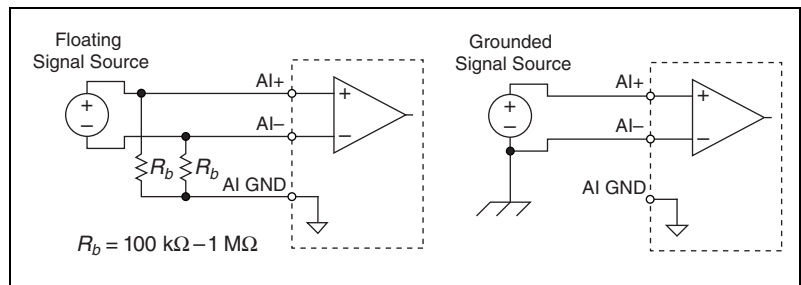 Floating
Signal Source
+
−
AI+
AI−
+
−
R_b
R_b
AI GND
R_b = 100 kΩ–1 MΩ
Grounded
Signal Source
+
−
AI+
AI−
+
−
AI GND